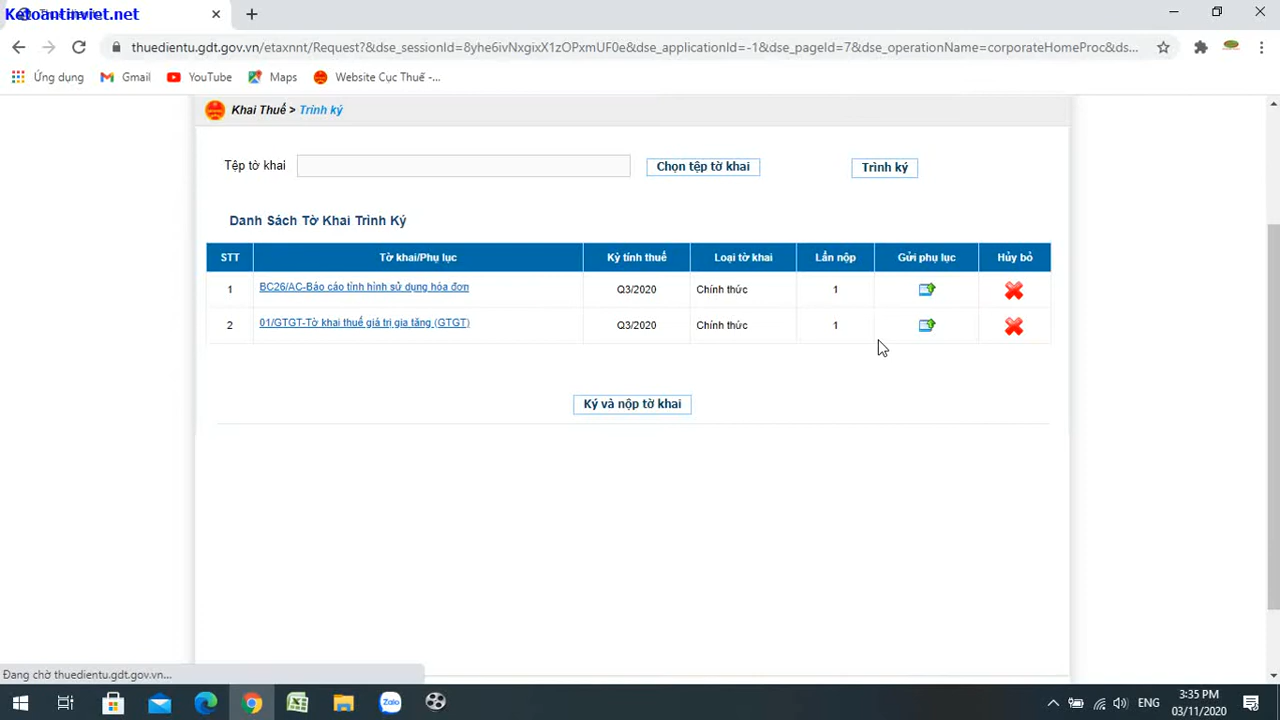 Ketoantinviet.net
thuedientu.gdt.gov.vn/etaxnnt/Request?&dse_sessionId=8yhe6ivNxgixX1zOPxmUF0e&dse_applicationId=-1&dse_pageId=7&dse_operationName=corporateHomeProc&ds...
Ứng dụng Gmail YouTube Maps Website Cục Thuế -...
Khai Thuế > Trình ký
Tệp tờ khai Chọn tệp tờ khai Trình ký
Danh Sách Tờ Khai Trình Ký
STT Tờ khai/Phụ lục Kỳ tính thuế Loại tờ khai Lần nộp Gửi phụ lục Hủy bỏ
1 BC26/AC-Báo cáo tình hình sử dụng hóa đơn Q3/2020 Chính thức 1
2 01/GTGT-Tờ khai thuế giá trị gia tăng (GTGT) Q3/2020 Chính thức 1
Ký và nộp tờ khai
Đang chờ thuedientu.gdt.gov.vn...
Zalo ENG 3:35 PM
03/11/2020